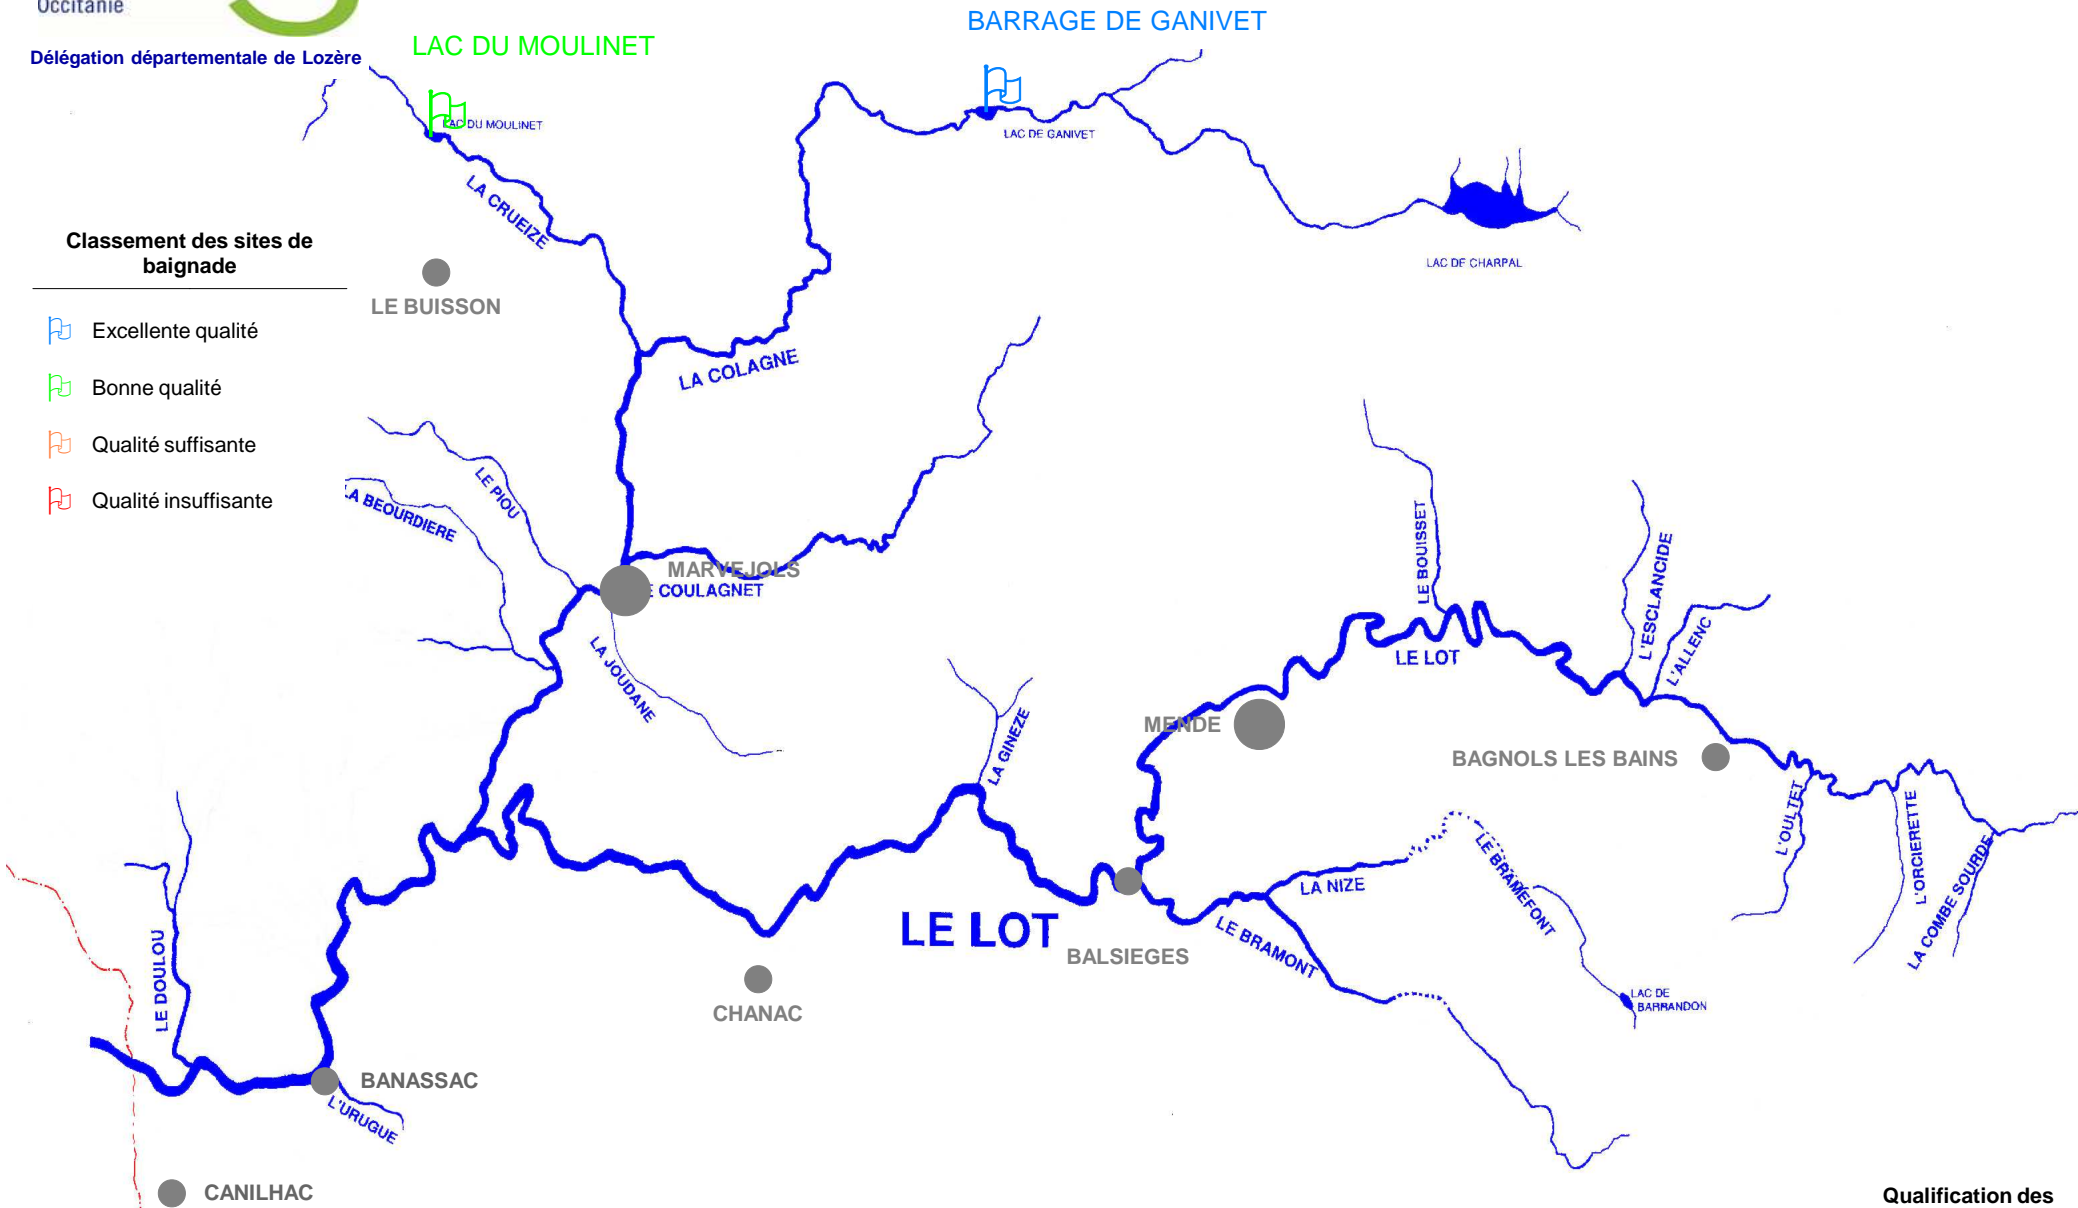 Occitanie
Délégation départementale de Lozère
LAC DU MOULINET
BARRAGE DE GANIVET
LAC DU MOULINET
LAC DE GANIVET
LA CRUEIZE
LAC DE CHARPAL
Classement des sites de
baignade
Excellente qualité
Bonne qualité
Qualité suffisante
Qualité insuffisante
LE BUISSON
LA COLAGNE
LE PIOU
LA BEOURDIERE
MARVEJOLS
COULAGNET
LA JOUDANE
LE BOUISSET
L'ESCLANCIDE
L'ALLENC
LE LOT
MENDE
LA GINEZE
BAGNOLS LES BAINS
L'OULTET
L'ORCIERETTE
LA COMBE SOURDE
LA NIZE
LE BRAMEFONT
LE BRAMONT
LE LOT
BALSIEGES
LAC DE
BARRANDON
CHANAC
LE DOULOU
BANASSAC
L'URUGUE
CANILHAC
Qualification des